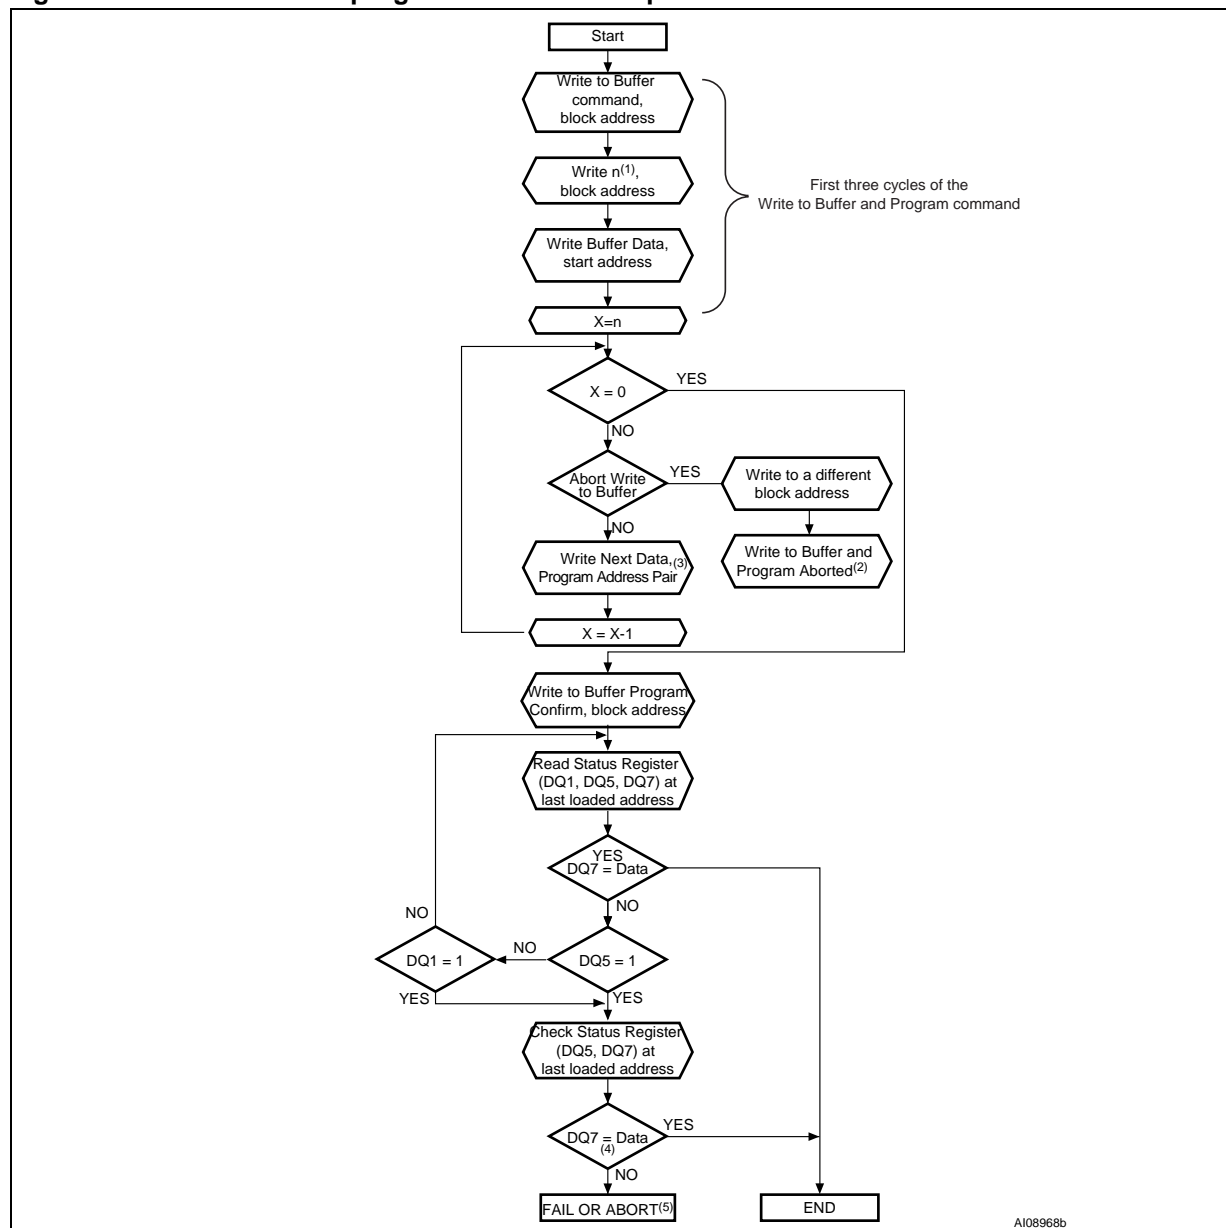 Start
Write to Buffer
command,
block address
Write n(1),
block address
First three cycles of the
Write to Buffer and Program command
Write Buffer Data,
start address
X=n
X = 0
YES
NO
Abort Write
to Buffer
YES
Write to a different
block address
NO
Write Next Data,(3)
Program Address Pair
Write to Buffer and
Program Aborted(2)
X = X-1
Write to Buffer Program
Confirm, block address
Read Status Register
(DQ1, DQ5, DQ7) at
last loaded address
YES
DQ7 = Data
NO
NO
DQ1 = 1
NO
DQ5 = 1
YES
YES
Check Status Register
(DQ5, DQ7) at
last loaded address
YES
DQ7 = Data
(4)
NO
FAIL OR ABORT(5)
END
AI08968b